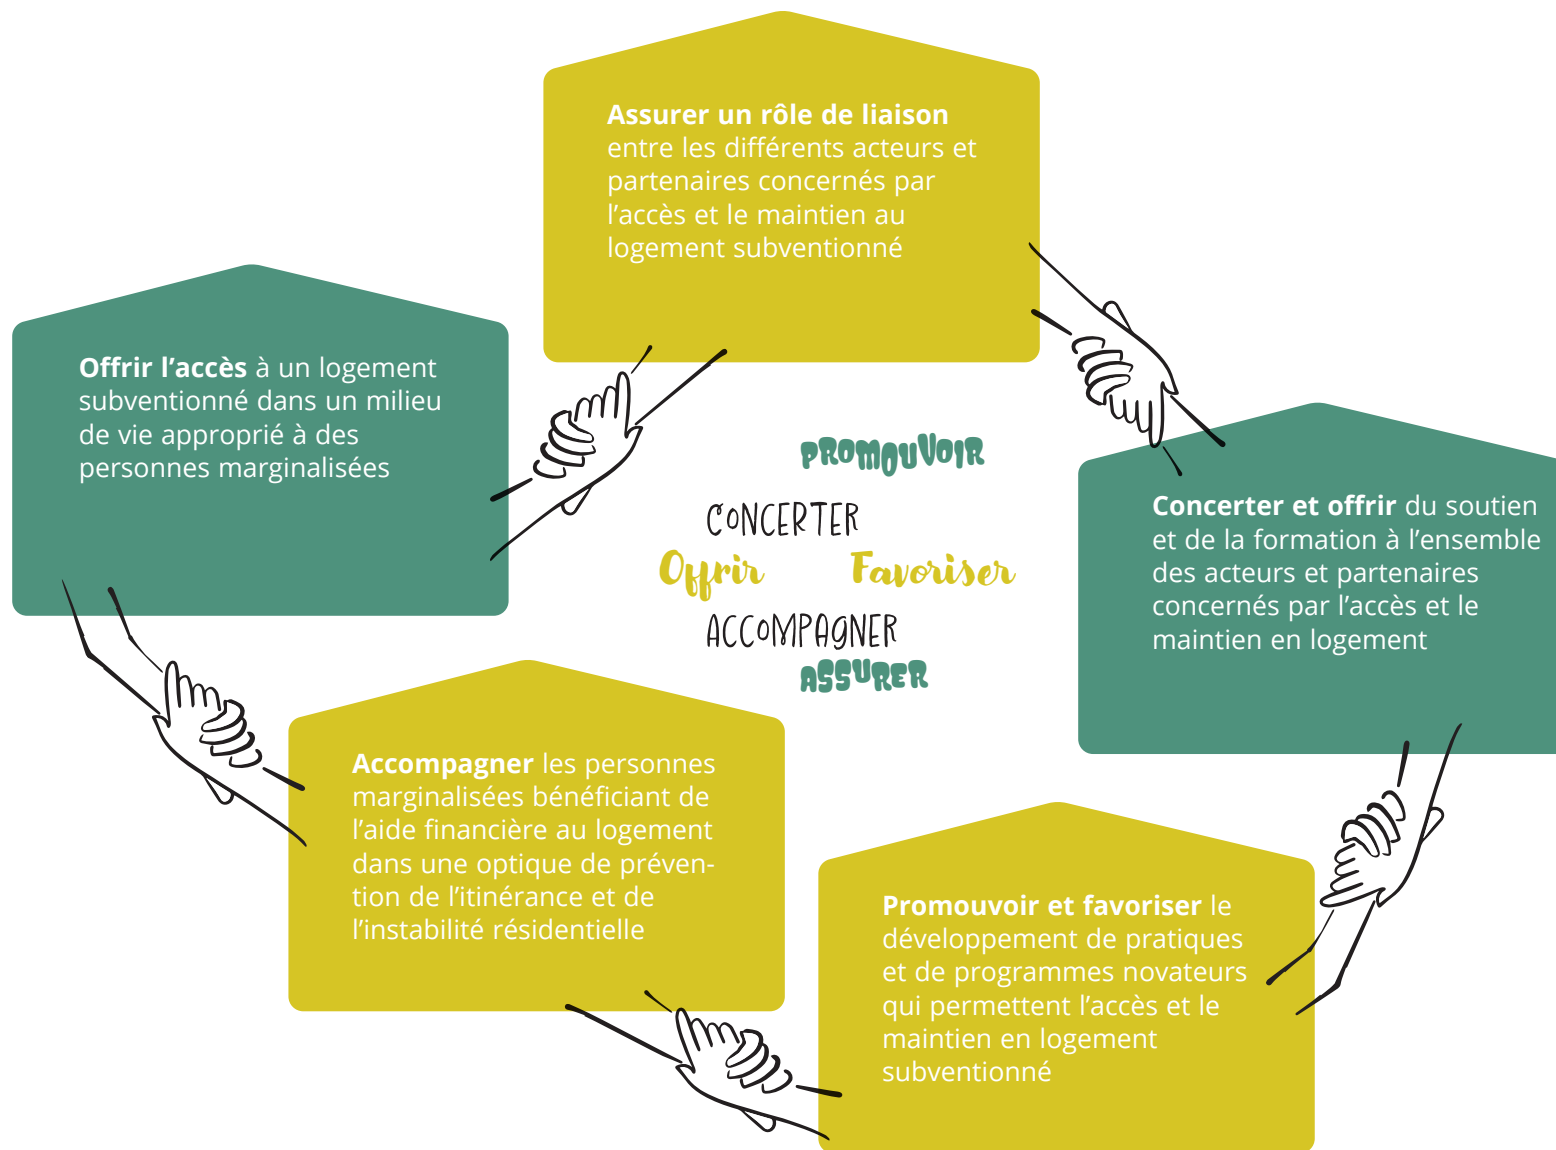 Assurer un rôle de liaison
entre les différents acteurs et
partenaires concernés par
l’accès et le maintien au
logement subventionné
Offrir l’accès à un logement
subventionné dans un milieu
de vie approprié à des
personnes marginalisées
PROMOUVOIR
CONCERTER
Offrir Favoriser
ACCOMPAGNER
ASSURER
Concerter et offrir du soutien
et de la formation à l’ensemble
des acteurs et partenaires
concernés par l’accès et le
maintien en logement
Accompagner les personnes
marginalisées bénéficiant de
l’aide financière au logement
dans une optique de préven-
tion de l’itinérance et de
l’instabilité résidentielle
Promouvoir et favoriser le
développement de pratiques
et de programmes novateurs
qui permettent l’accès et le
maintien en logement
subventionné